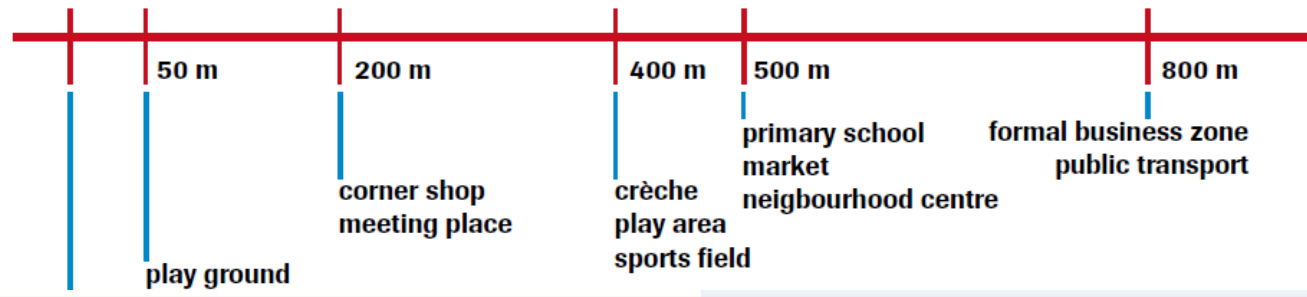 50 m
200 m
400 m
500 m
800 m
primary school
market
neigbourhood centre
formal business zone
public transport
corner shop
meeting place
crèche
play area
sports field
play ground